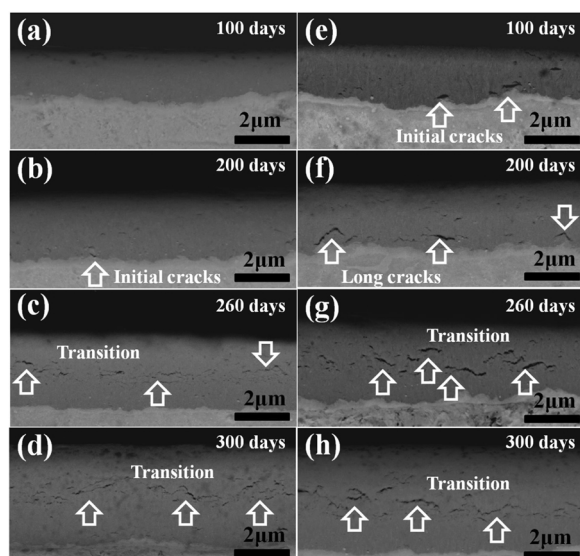 (a) 100 days
2μm
(b) 200 days
Initial cracks
2μm
(c) 260 days
Transition
2μm
(d) 300 days
Transition
2μm
(e) 100 days
Initial cracks
2μm
(f) 200 days
Long cracks
2μm
(g) 260 days
Transition
2μm
(h) 300 days
Transition
2μm